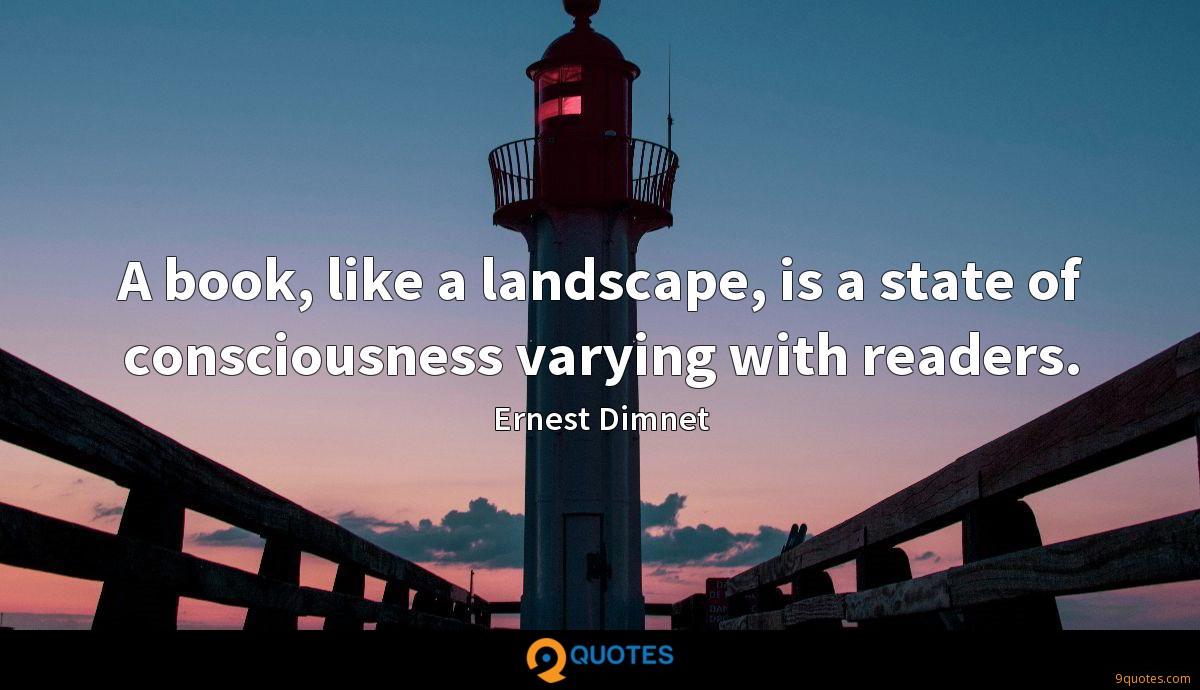 A book, like a landscape, is a state of
consciousness varying with readers.
Ernest Dimnet
QUOTES
9quotes.com